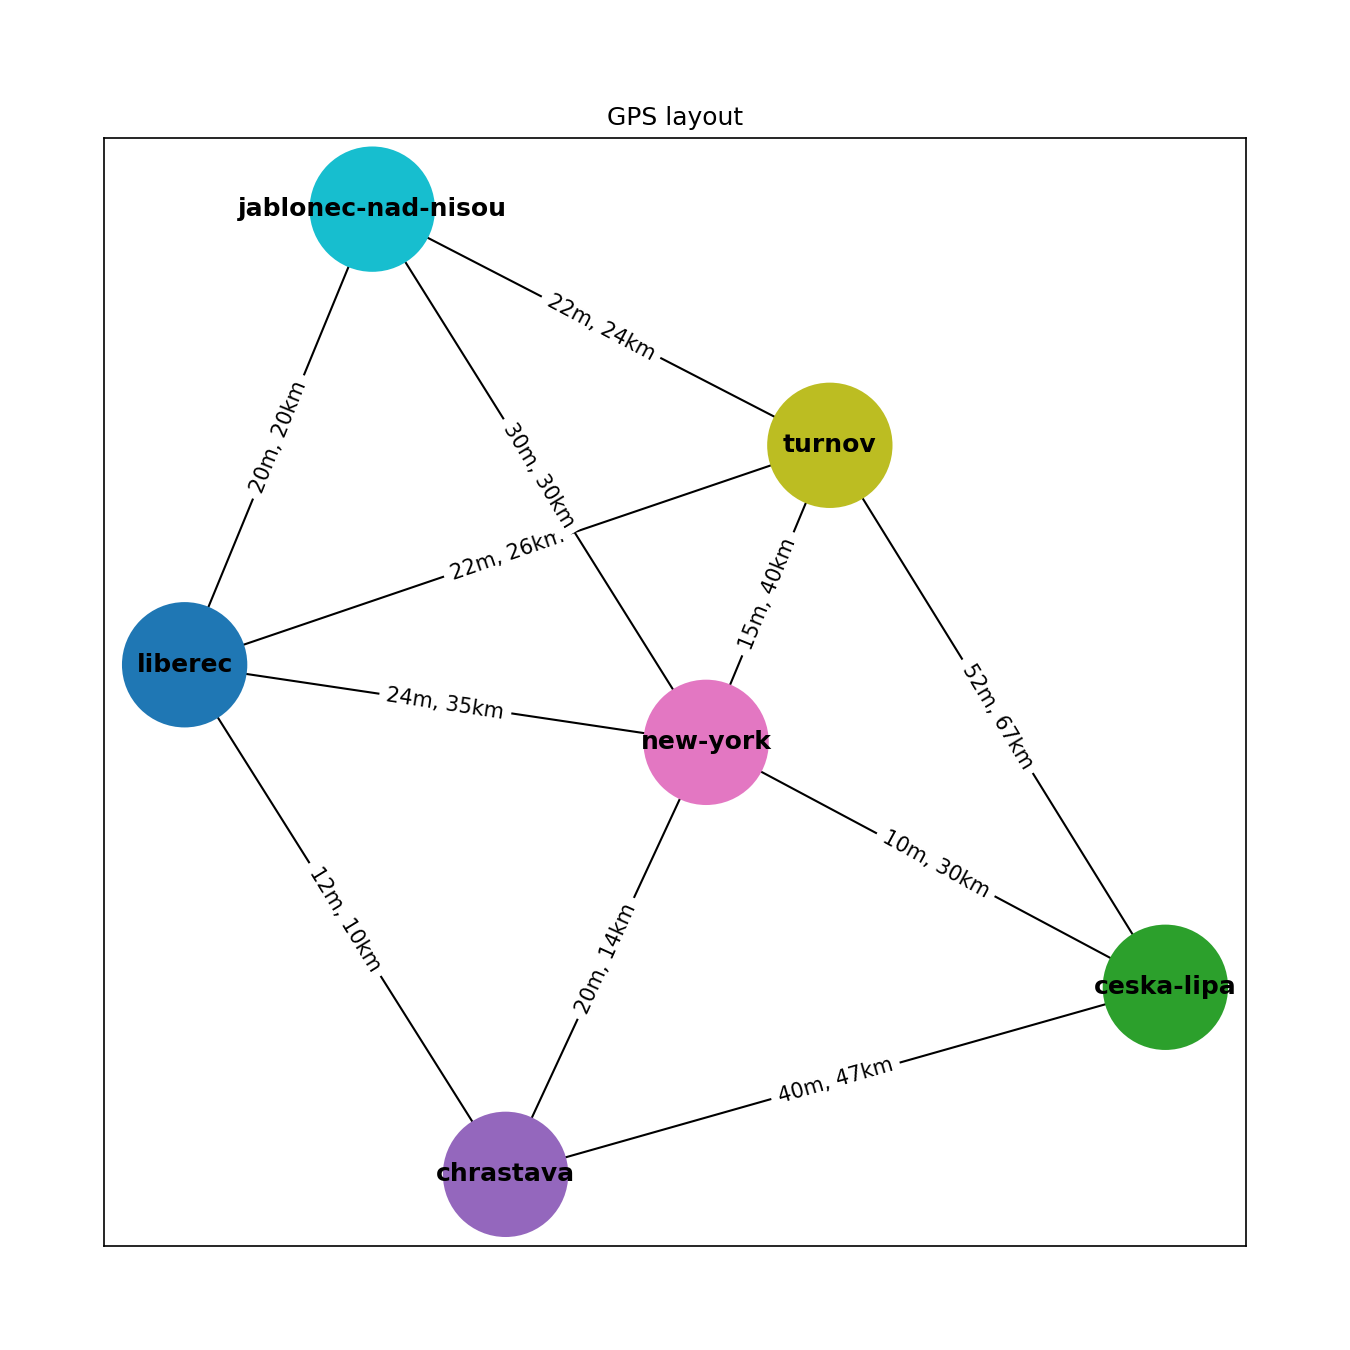 GPS layout
jablonec-nad-nisou
22m, 24km
20m, 20km
30m, 30km
turnov
22m, 26km
15m, 40km
liberec
24m, 35km
new-york
52m, 67km
10m, 30km
12m, 10km
20m, 14km
ceska-lipa
40m, 47km
chrastava